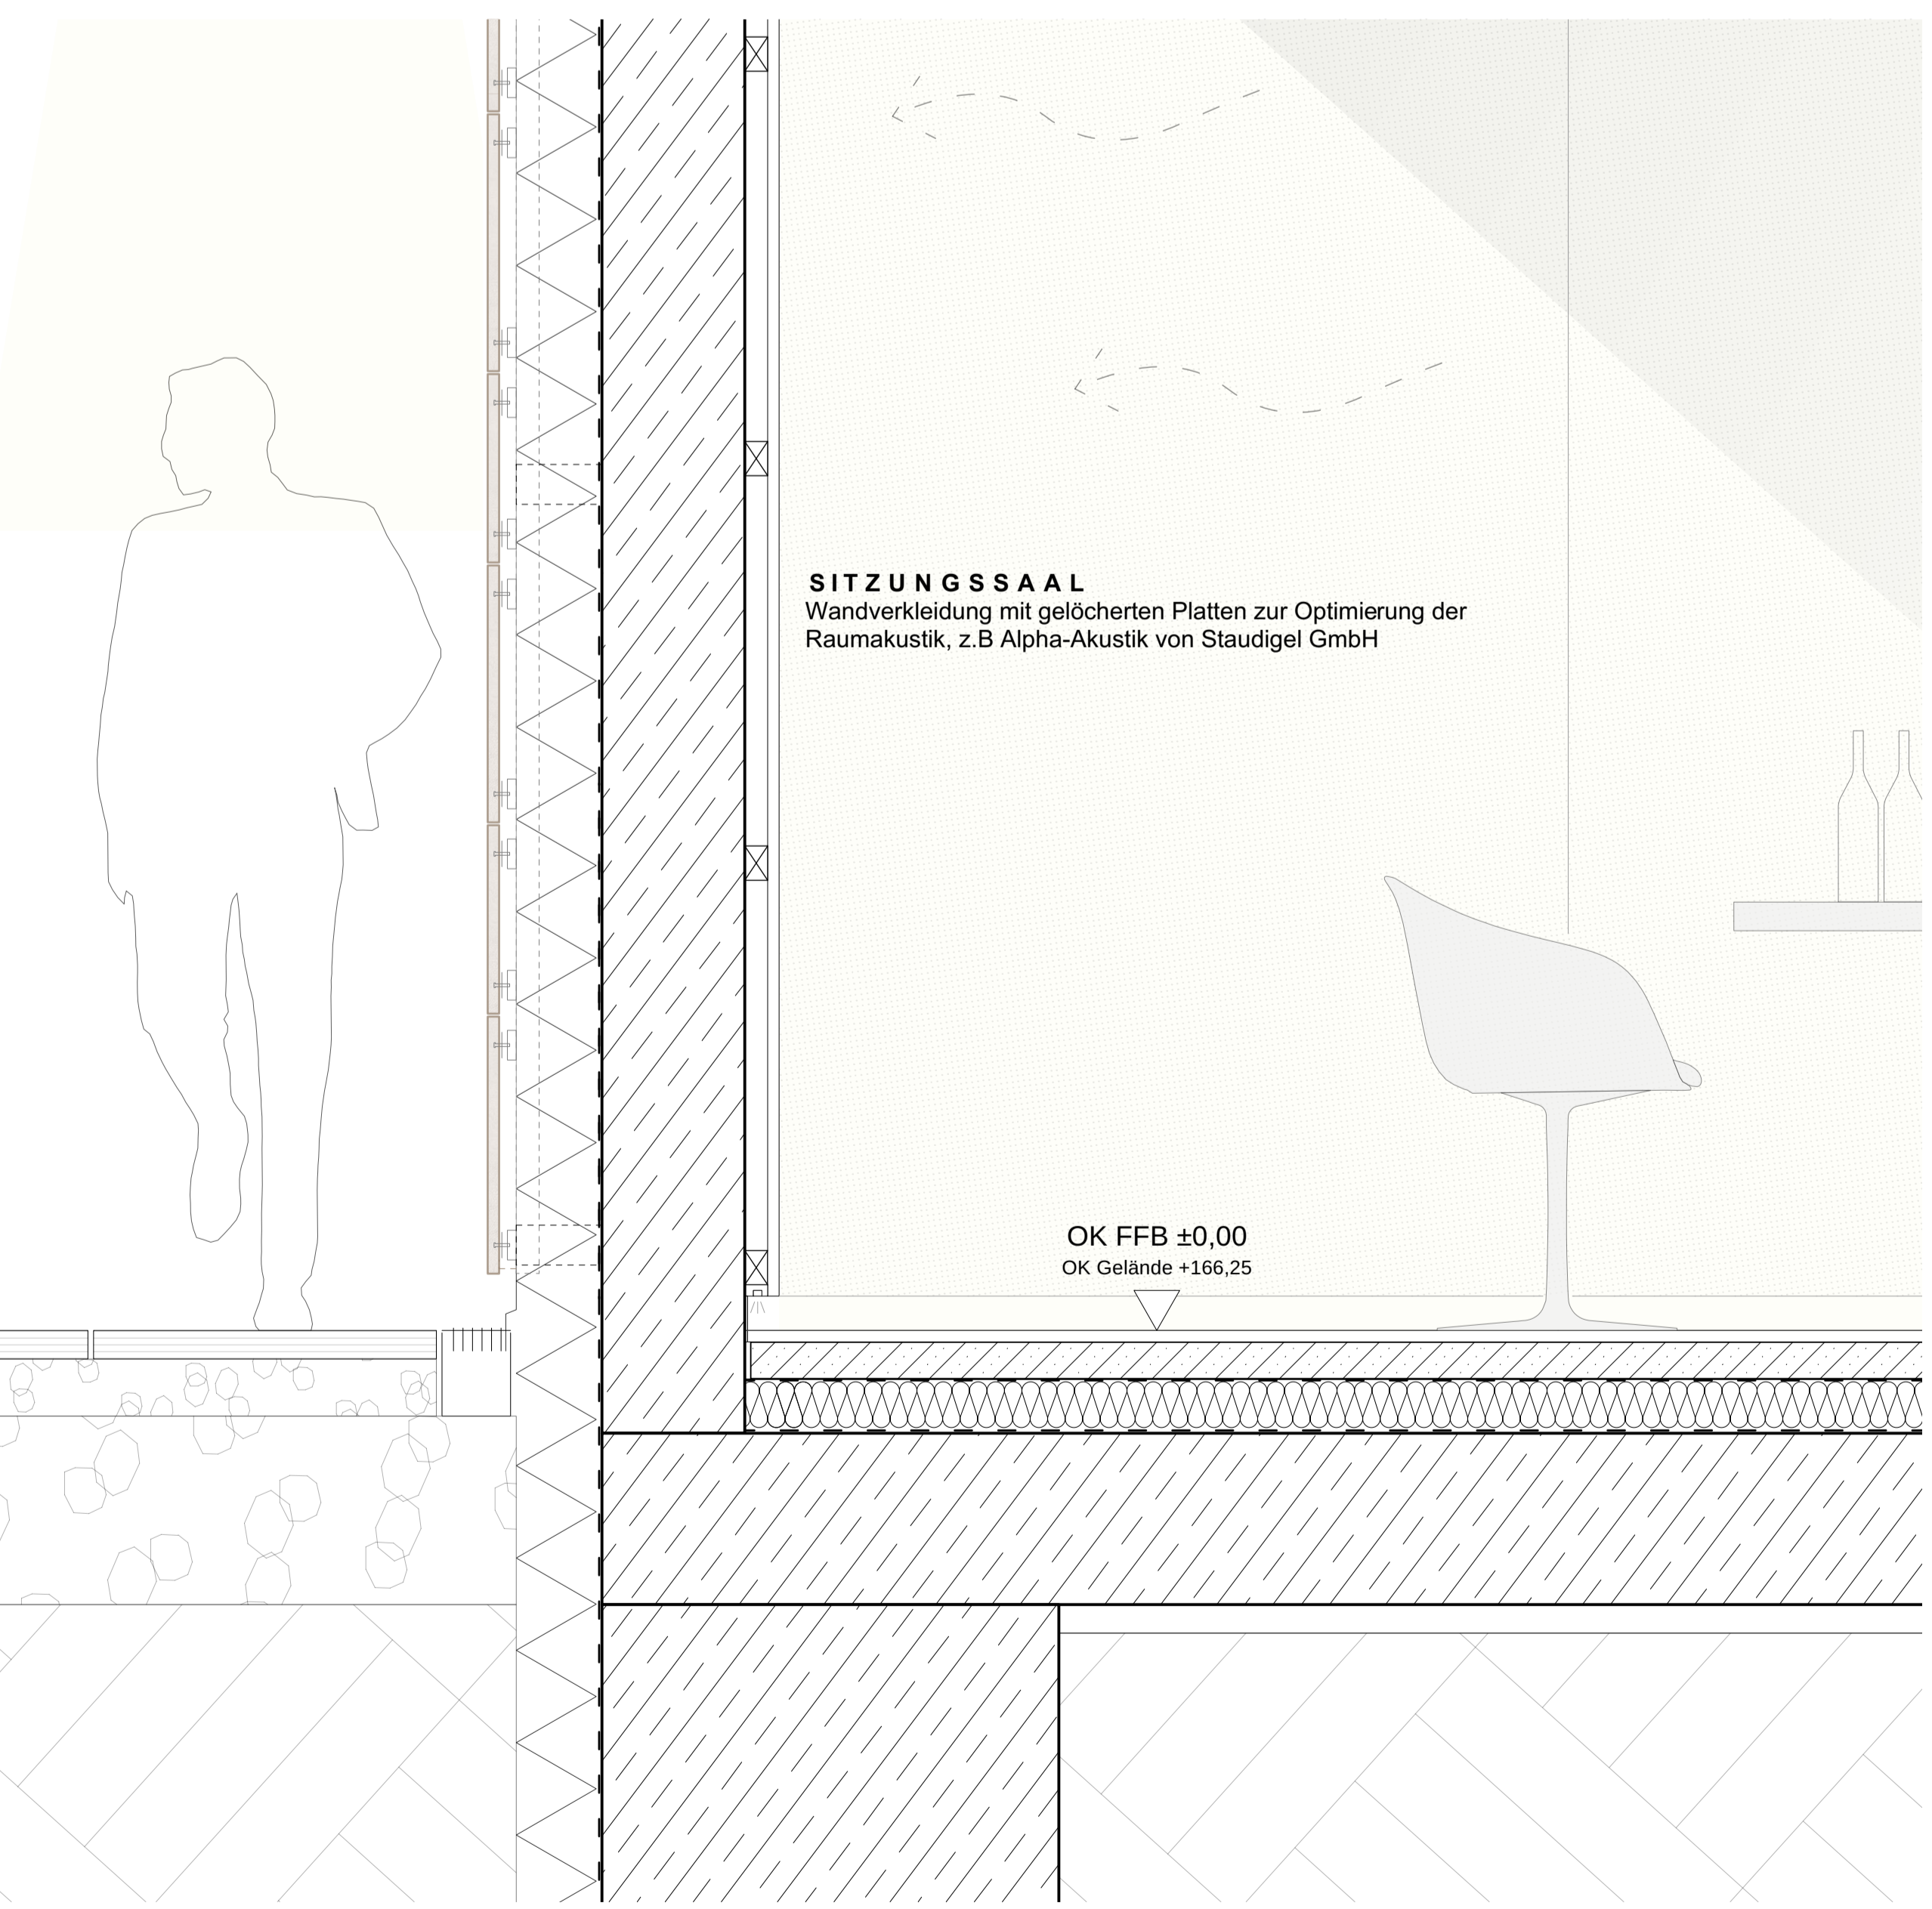 SITZUNGSSAAL
Wandverkleidung mit gelöcherten Platten zur Optimierung der
Raumakustik, z.B Alpha-Akustik von Staudigel GmbH
OK FFB ±0,00
OK Gelände +166,25